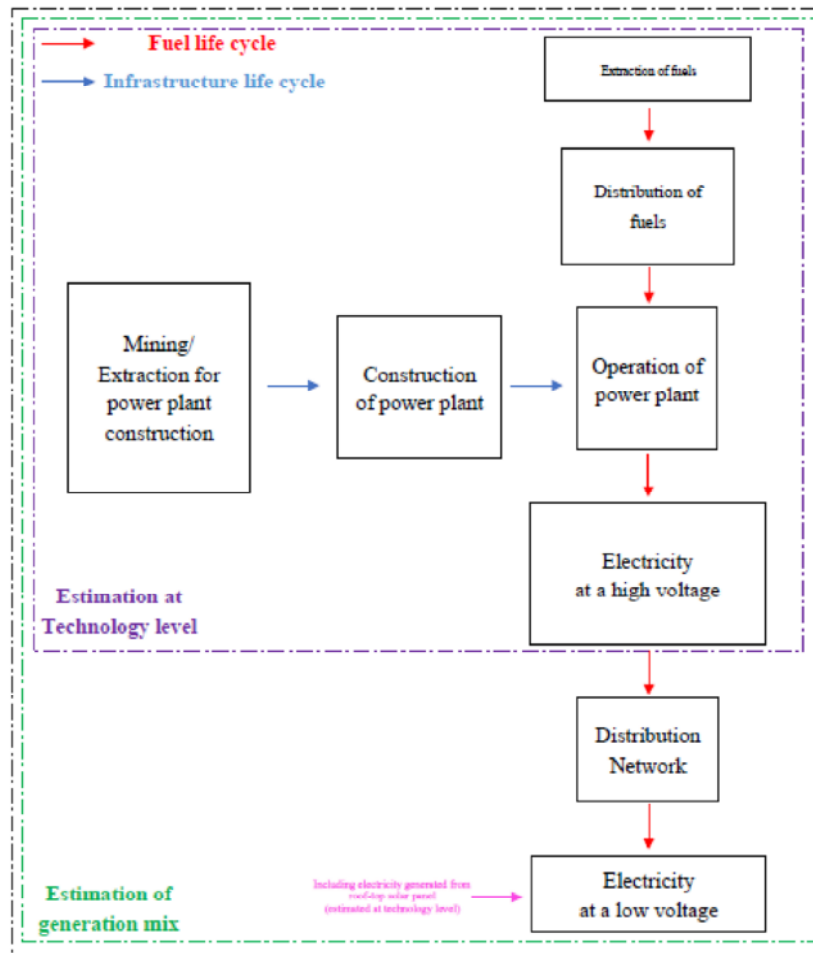 Fuel life cycle
Infrastructure life cycle
Extraction of fuels
Distribution of
fuels
Mining/
Extraction for
power plant
construction
Construction
of power plant
Operation of
power plant
Electricity
at a high voltage
Estimation at
Technology level
Distribution
Network
Including electricity generated from
roof-top solar panel
(estimated at technology level)
Electricity
at a low voltage
Estimation of
generation mix